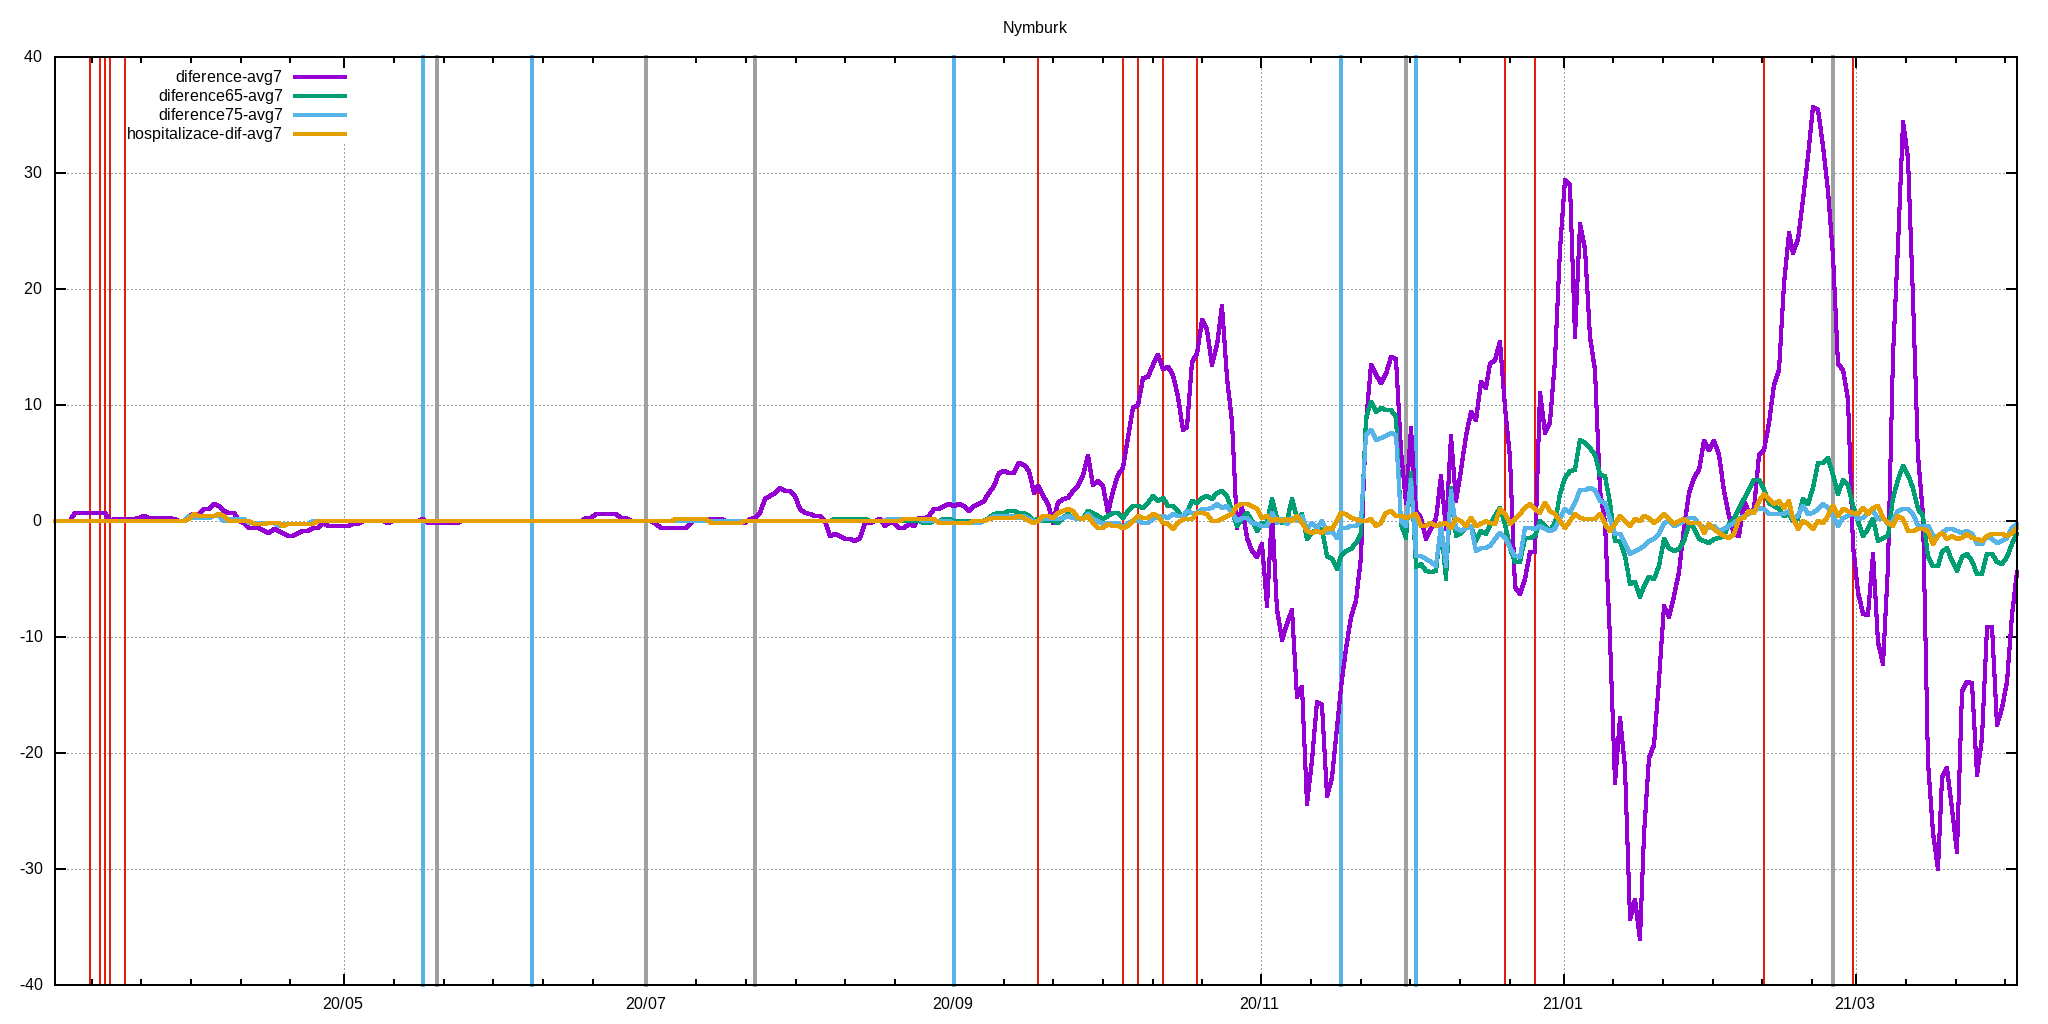 Nymburk
40
diference-avg7
diference65-avg7
diference75-avg7
hospitalizace-dif-avg7
30
20
10
0
-10
-20
-30
-40
20/05 20/07 20/09 20/11 21/01 21/03